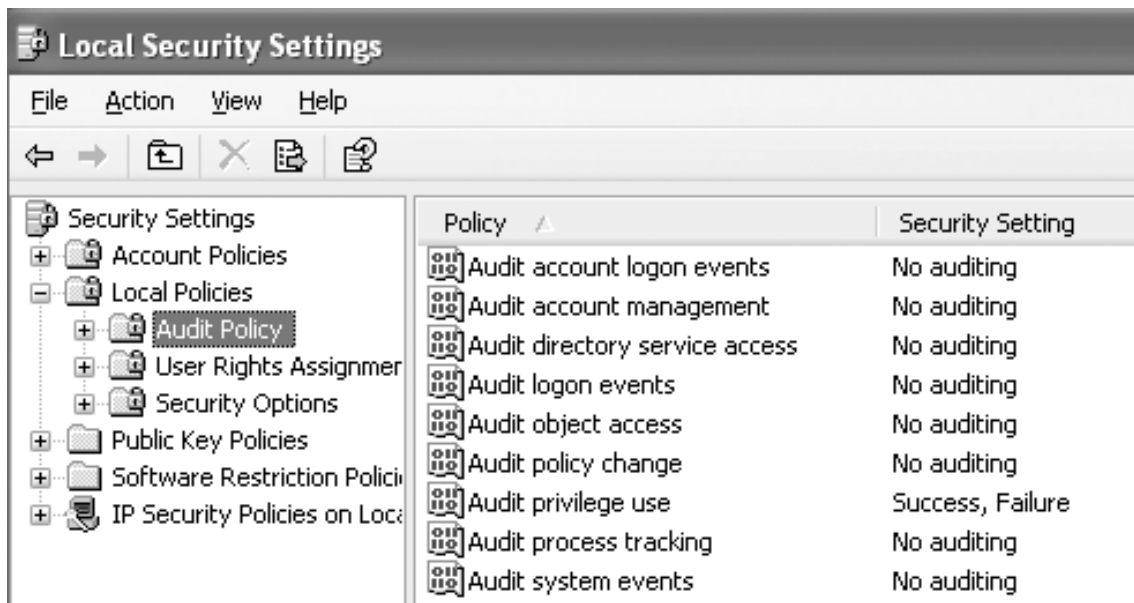 Local Security Settings
File Action View Help
Security Settings
Account Policies
Local Policies
Audit Policy
User Rights Assignmer
Security Options
Public Key Policies
Software Restriction Polici
IP Security Policies on Loca
Policy Security Setting
Audit account logon events No auditing
Audit account management No auditing
Audit directory service access No auditing
Audit logon events No auditing
Audit object access No auditing
Audit policy change No auditing
Audit privilege use Success, Failure
Audit process tracking No auditing
Audit system events No auditing